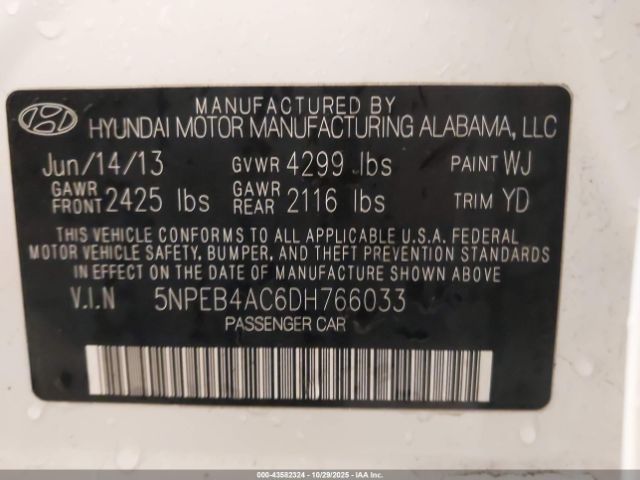 MANUFACTURED BY
HYUNDAI MOTOR MANUFACTURING ALABAMA, LLC
Jun/14/13 GVWR 4299 lbs PAINT WJ
GAWR FRONT 2425 lbs GAWR REAR 2116 lbs TRIM YD
THIS VEHICLE CONFORMS TO ALL APPLICABLE U.S.A. FEDERAL
MOTOR VEHICLE SAFETY, BUMPER, AND THEFT PREVENTION STANDARDS
IN EFFECT ON THE DATE OF MANUFACTURE SHOWN ABOVE
V.I.N 5NPEB4AC6DH766033
PASSENGER CAR
000-43582324 | 10/29/2025 | Copyright © IAA, Inc.